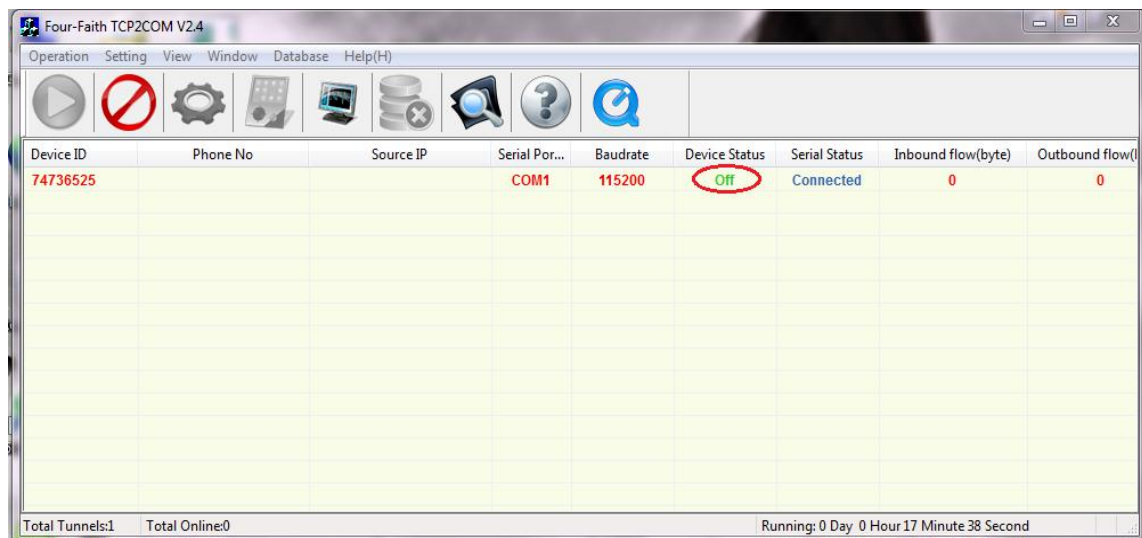 Four-Faith TCP2COM V2.4
Operation Setting View Window Database Help(H)
Device ID Phone No Source IP Serial Por... Baudrate Device Status Serial Status Inbound flow(byte) Outbound flow(
74736525 COM1 115200 Off Connected 0 0
Total Tunnels:1 Total Online:0 Running: 0 Day 0 Hour 17 Minute 38 Second